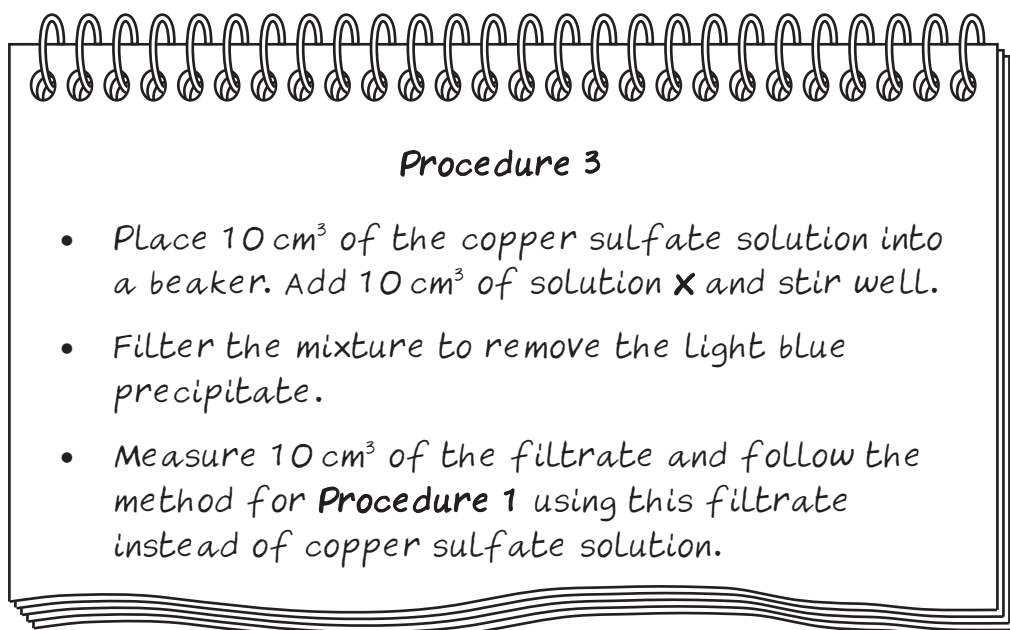 Procedure 3
• Place 10 cm³ of the copper sulfate solution into
a beaker. Add 10 cm³ of solution X and stir well.
• Filter the mixture to remove the light blue
precipitate.
• Measure 10 cm³ of the filtrate and follow the
method for Procedure 1 using this filtrate
instead of copper sulfate solution.